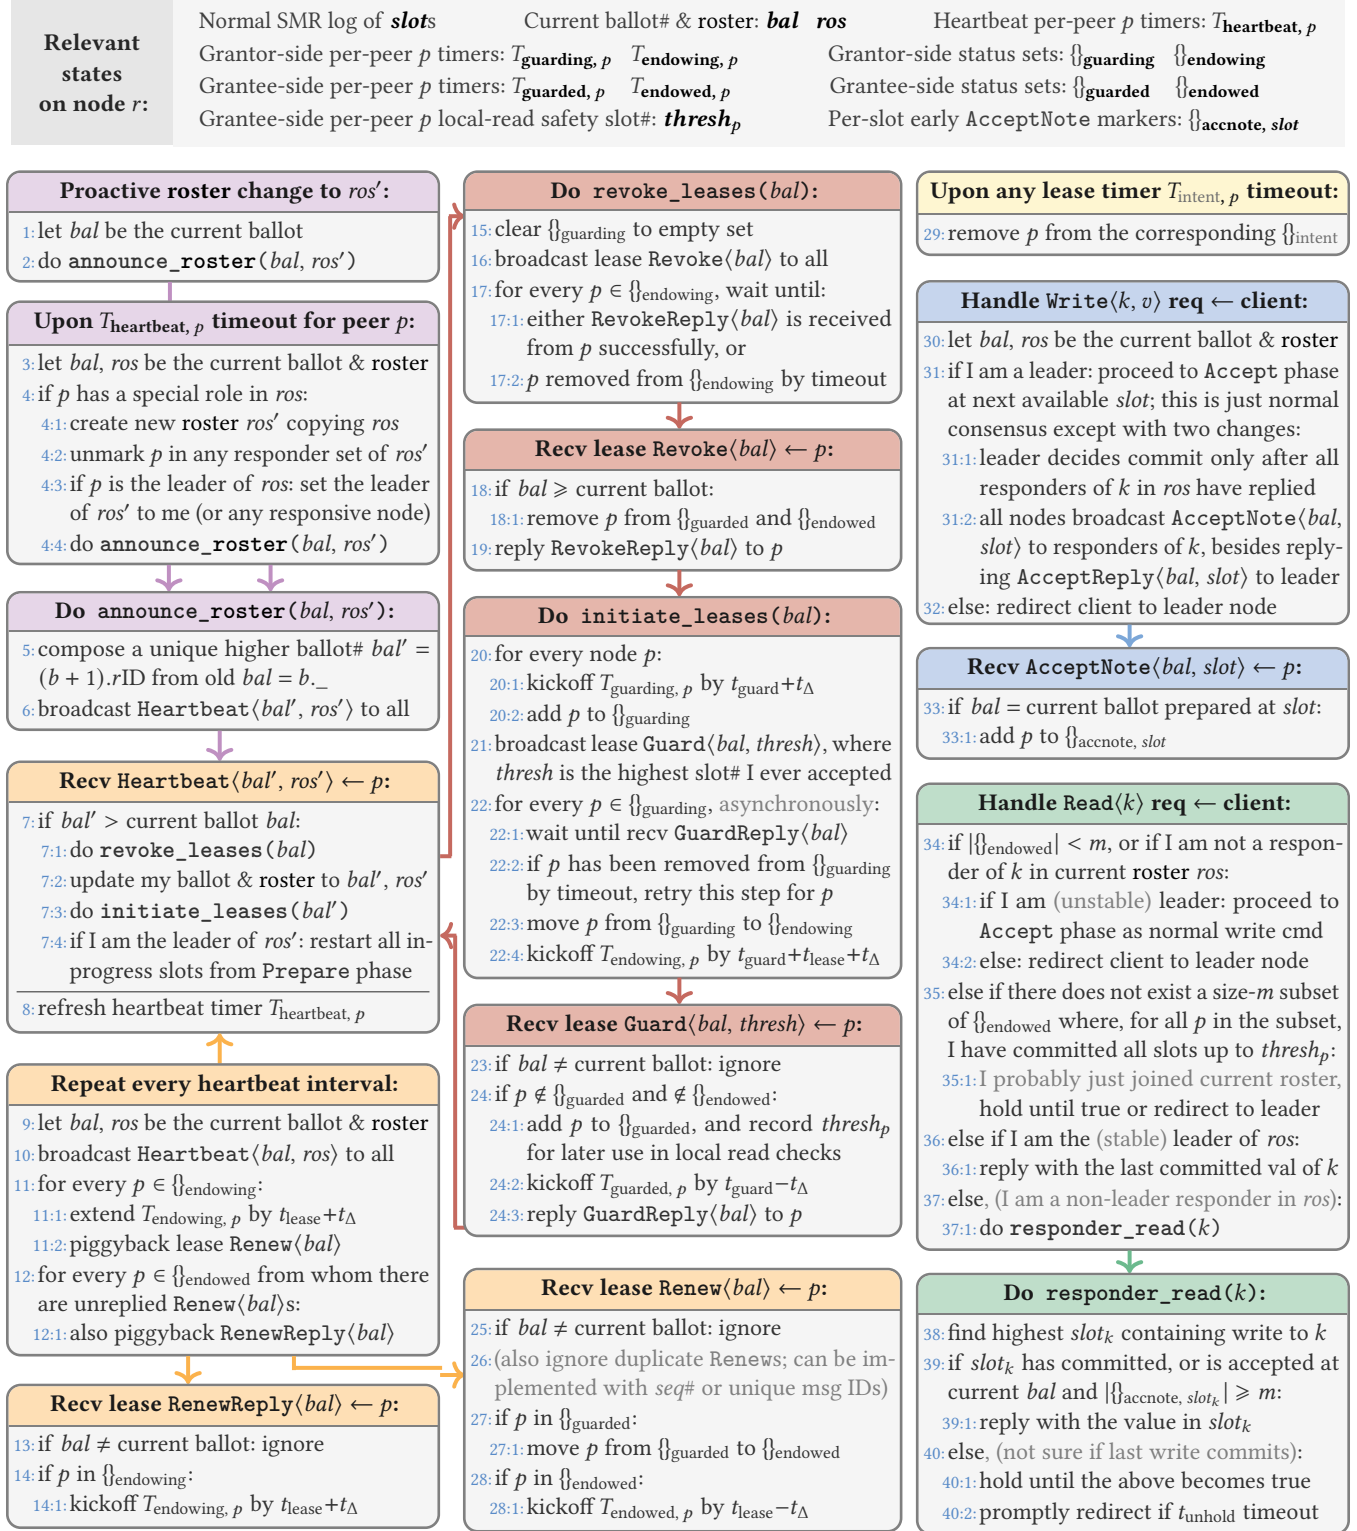 Relevant
states
on node r:
Normal SMR log of slots Current ballot# & roster: bal ros Heartbeat per-peer p timers: T_heartbeat, p
Grantor-side per-peer p timers: T_guarding, p T_endowing, p Grantor-side status sets: {}_guarding {}_endowing
Grantee-side per-peer p timers: T_guarded, p T_endowed, p Grantee-side status sets: {}_guarded {}_endowed
Grantee-side per-peer p local-read safety slot#: thresh_p Per-slot early AcceptNote markers: {}_accnote, slot
Proactive roster change to ros′:
1: let bal be the current ballot
2: do announce_roster(bal, ros′)
Upon T_heartbeat, p timeout for peer p:
3: let bal, ros be the current ballot & roster
4: if p has a special role in ros:
4:1: create new roster ros′ copying ros
4:2: unmark p in any responder set of ros′
4:3: if p is the leader of ros: set the leader
of ros′ to me (or any responsive node)
4:4: do announce_roster(bal, ros′)
Do announce_roster(bal, ros′):
5: compose a unique higher ballot# bal′ =
(b + 1).rID from old bal = b._
6: broadcast Heartbeat⟨bal′, ros′⟩ to all
Recv Heartbeat⟨bal′, ros′⟩ ← p:
7: if bal′ > current ballot bal:
7:1: do revoke_leases(bal)
7:2: update my ballot & roster to bal′, ros′
7:3: do initiate_leases(bal′)
7:4: if I am the leader of ros′: restart all in-
progress slots from Prepare phase
8: refresh heartbeat timer T_heartbeat, p
Repeat every heartbeat interval:
9: let bal, ros be the current ballot & roster
10: broadcast Heartbeat⟨bal, ros⟩ to all
11: for every p ∈ {}_endowing:
11:1: extend T_endowing, p by t_lease+t_Δ
11:2: piggyback lease Renew⟨bal⟩
12: for every p ∈ {}_endowed from whom there
are unreplied Renew⟨bal⟩s:
12:1: also piggyback RenewReply⟨bal⟩
Recv lease RenewReply⟨bal⟩ ← p:
13: if bal ≠ current ballot: ignore
14: if p in {}_endowing:
14:1: kickoff T_endowing, p by t_lease+t_Δ
Do revoke_leases(bal):
15: clear {}_guarding to empty set
16: broadcast lease Revoke⟨bal⟩ to all
17: for every p ∈ {}_endowing, wait until:
17:1: either RevokeReply⟨bal⟩ is received
from p successfully, or
17:2: p removed from {}_endowing by timeout
Recv lease Revoke⟨bal⟩ ← p:
18: if bal ⩾ current ballot:
18:1: remove p from {}_guarded and {}_endowed
19: reply RevokeReply⟨bal⟩ to p
Do initiate_leases(bal):
20: for every node p:
20:1: kickoff T_guarding, p by t_guard+t_Δ
20:2: add p to {}_guarding
21: broadcast lease Guard⟨bal, thresh⟩, where
thresh is the highest slot# I ever accepted
22: for every p ∈ {}_guarding, asynchronously:
22:1: wait until recv GuardReply⟨bal⟩
22:2: if p has been removed from {}_guarding
by timeout, retry this step for p
22:3: move p from {}_guarding to {}_endowing
22:4: kickoff T_endowing, p by t_guard+t_lease+t_Δ
Recv lease Guard⟨bal, thresh⟩ ← p:
23: if bal ≠ current ballot: ignore
24: if p ∉ {}_guarded and ∉ {}_endowed:
24:1: add p to {}_guarded, and record thresh_p
for later use in local read checks
24:2: kickoff T_guarded, p by t_guard−t_Δ
24:3: reply GuardReply⟨bal⟩ to p
Recv lease Renew⟨bal⟩ ← p:
25: if bal ≠ current ballot: ignore
26: (also ignore duplicate Renews; can be im-
plemented with seq# or unique msg IDs)
27: if p in {}_guarded:
27:1: move p from {}_guarded to {}_endowed
28: if p in {}_endowed:
28:1: kickoff T_endowed, p by t_lease−t_Δ
Upon any lease timer T_intent, p timeout:
29: remove p from the corresponding {}_intent
Handle Write⟨k, v⟩ req ← client:
30: let bal, ros be the current ballot & roster
31: if I am a leader: proceed to Accept phase
at next available slot; this is just normal
consensus except with two changes:
31:1: leader decides commit only after all
responders of k in ros have replied
31:2: all nodes broadcast AcceptNote⟨bal,
slot⟩ to responders of k, besides reply-
ing AcceptReply⟨bal, slot⟩ to leader
32: else: redirect client to leader node
Recv AcceptNote⟨bal, slot⟩ ← p:
33: if bal = current ballot prepared at slot:
33:1: add p to {}_accnote, slot
Handle Read⟨k⟩ req ← client:
34: if |{}_endowed| < m, or if I am not a respon-
der of k in current roster ros:
34:1: if I am (unstable) leader: proceed to
Accept phase as normal write cmd
34:2: else: redirect client to leader node
35: else if there does not exist a size-m subset
of {}_endowed where, for all p in the subset,
I have committed all slots up to thresh_p:
35:1: I probably just joined current roster,
hold until true or redirect to leader
36: else if I am the (stable) leader of ros:
36:1: reply with the last committed val of k
37: else, (I am a non-leader responder in ros):
37:1: do responder_read(k)
Do responder_read(k):
38: find highest slot_k containing write to k
39: if slot_k has committed, or is accepted at
current bal and |{}_accnote, slot_k| ⩾ m:
39:1: reply with the value in slot_k
40: else, (not sure if last write commits):
40:1: hold until the above becomes true
40:2: promptly redirect if t_unhold timeout